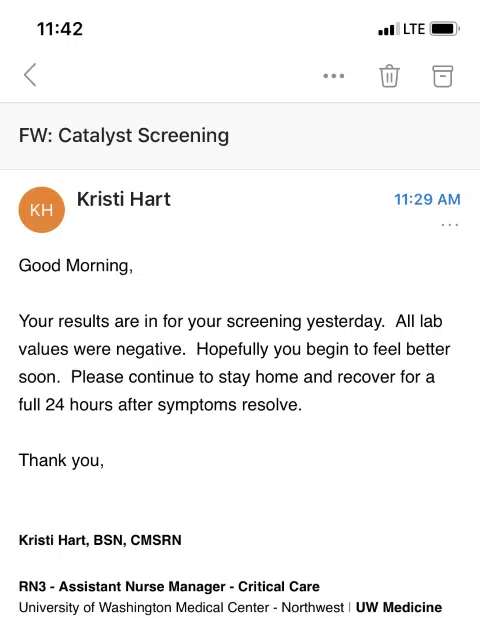 11:42
LTE
FW: Catalyst Screening
KH
Kristi Hart
11:29 AM
Good Morning,
Your results are in for your screening yesterday.  All lab
values were negative.  Hopefully you begin to feel better
soon.  Please continue to stay home and recover for a
full 24 hours after symptoms resolve.
Thank you,
Kristi Hart, BSN, CMSRN
RN3 - Assistant Nurse Manager - Critical Care
University of Washington Medical Center - Northwest | UW Medicine